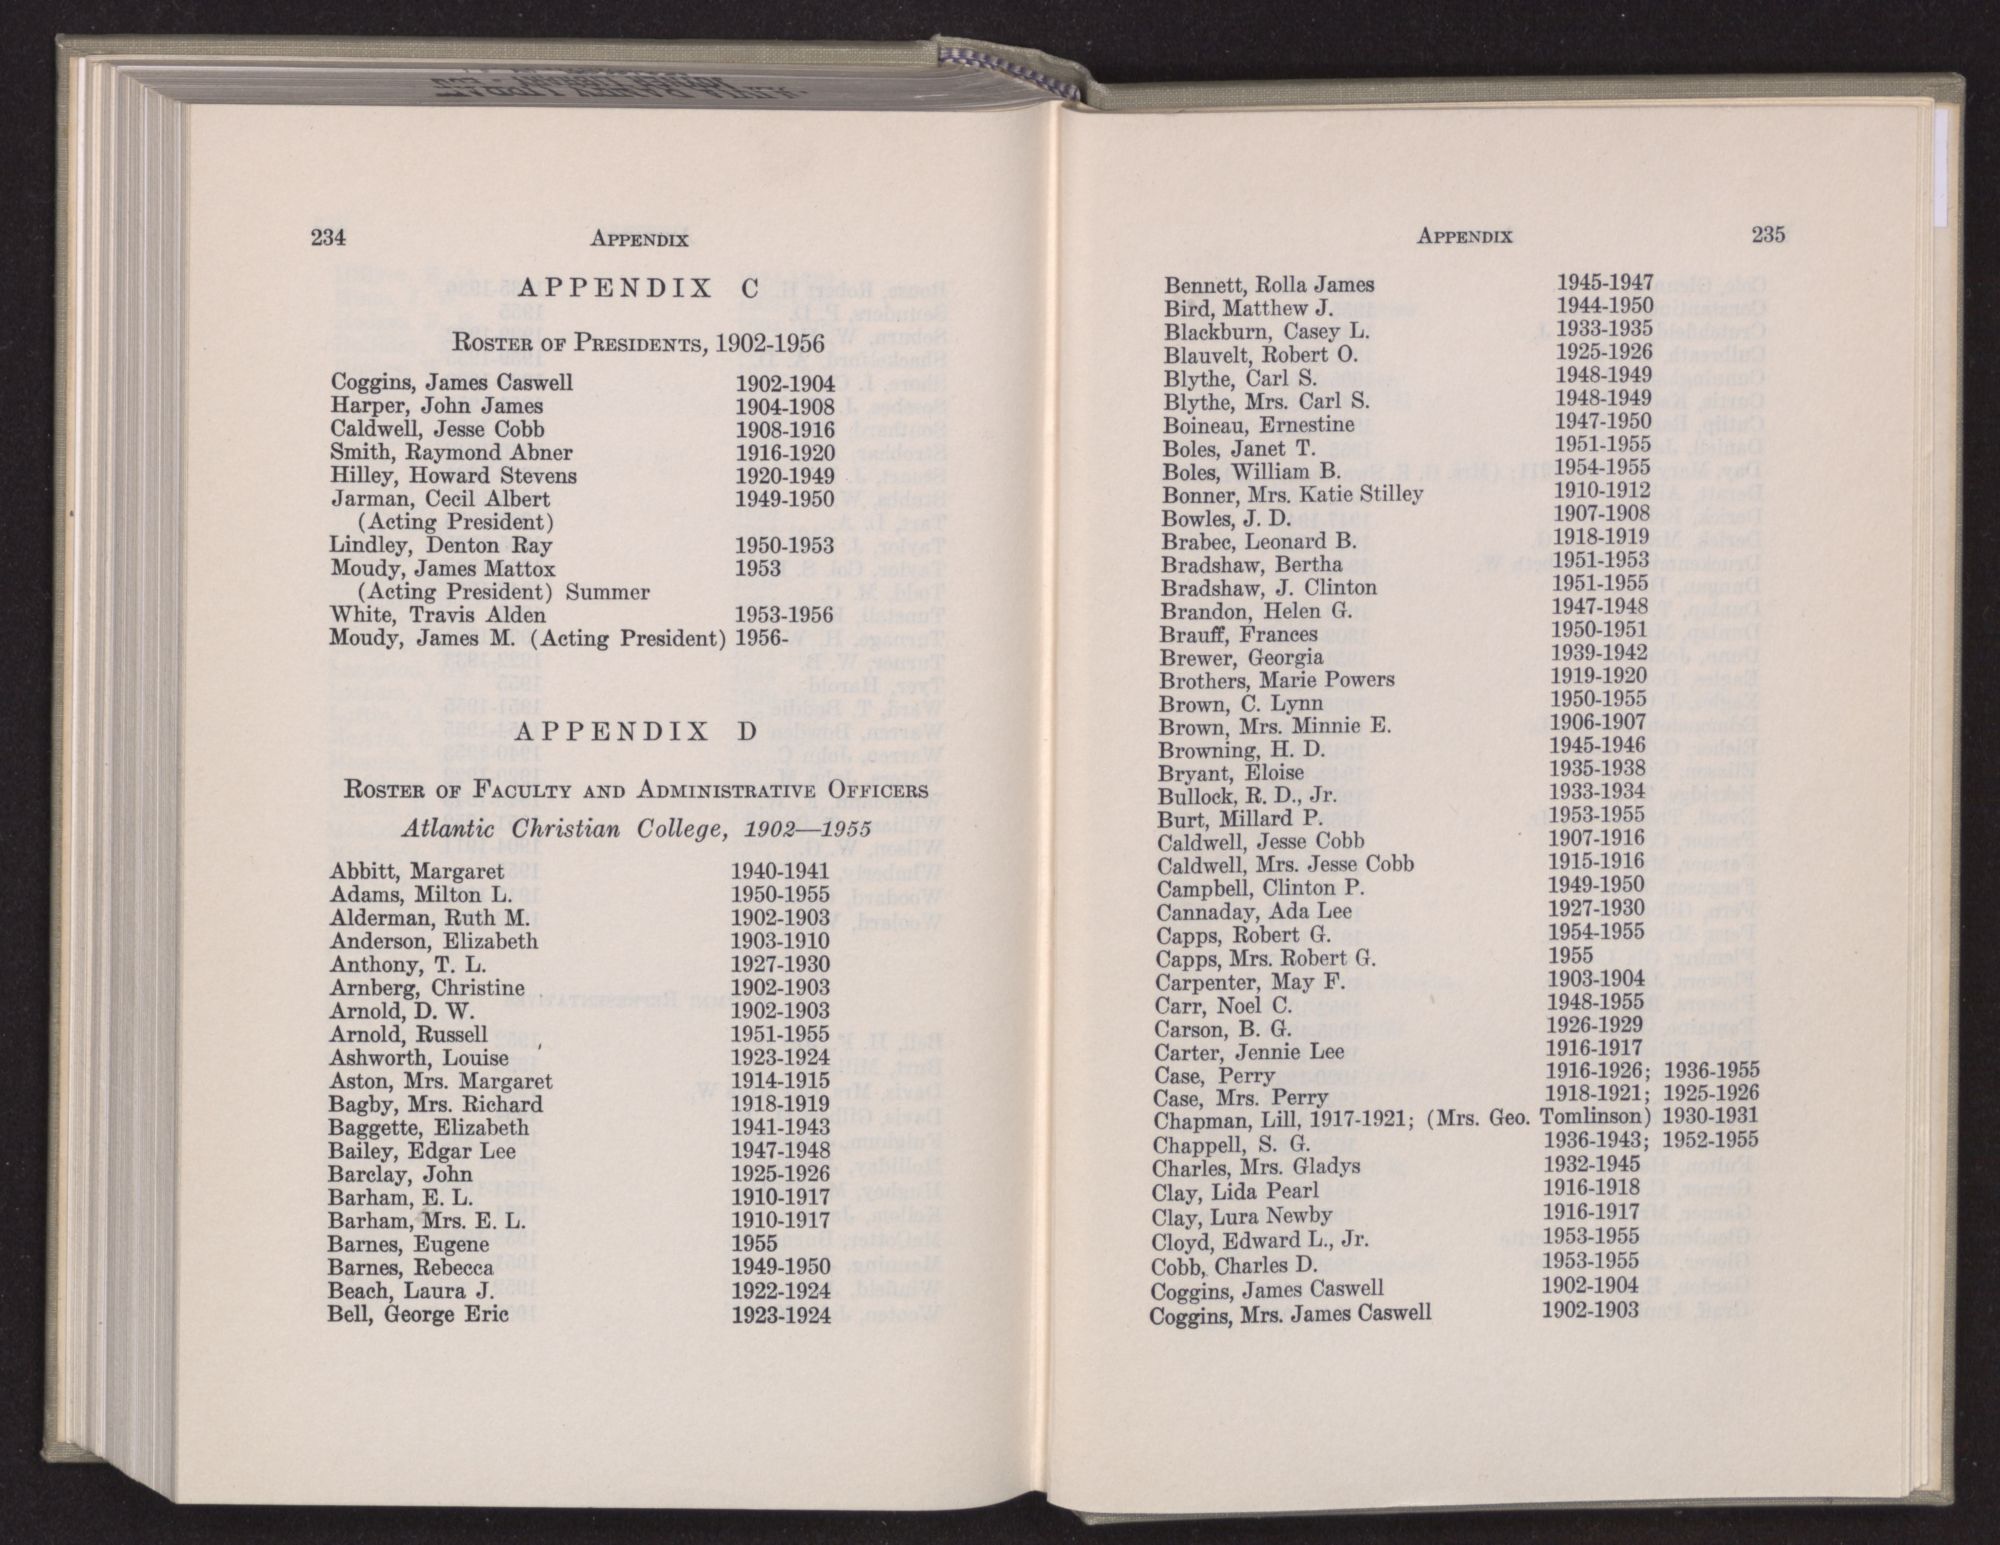 234 APPENDIX
APPENDIX C
ROSTER OF PRESIDENTS, 1902-1956
Coggins, James Caswell 1902-1904
Harper, John James 1904-1908
Caldwell, Jesse Cobb 1908-1916
Smith, Raymond Abner 1916-1920
Hilley, Howard Stevens 1920-1949
Jarman, Cecil Albert 1949-1950
(Acting President)
Lindley, Denton Ray 1950-1953
Moudy, James Mattox 1953
(Acting President) Summer
White, Travis Alden 1953-1956
Moudy, James M. (Acting President) 1956-
APPENDIX D
ROSTER OF FACULTY AND ADMINISTRATIVE OFFICERS
Atlantic Christian College, 1902—1955
Abbitt, Margaret 1940-1941
Adams, Milton L. 1950-1955
Alderman, Ruth M. 1902-1903
Anderson, Elizabeth 1903-1910
Anthony, T. L. 1927-1930
Arnberg, Christine 1902-1903
Arnold, D. W. 1902-1903
Arnold, Russell 1951-1955
Ashworth, Louise 1923-1924
Aston, Mrs. Margaret 1914-1915
Bagby, Mrs. Richard 1918-1919
Baggette, Elizabeth 1941-1943
Bailey, Edgar Lee 1947-1948
Barclay, John 1925-1926
Barham, E. L. 1910-1917
Barham, Mrs. E. L. 1910-1917
Barnes, Eugene 1955
Barnes, Rebecca 1949-1950
Beach, Laura J. 1922-1924
Bell, George Eric 1923-1924
APPENDIX 235
Bennett, Rolla James 1945-1947
Bird, Matthew J. 1944-1950
Blackburn, Casey L. 1933-1935
Blauvelt, Robert O. 1925-1926
Blythe, Carl S. 1948-1949
Blythe, Mrs. Carl S. 1948-1949
Boineau, Ernestine 1947-1950
Boles, Janet T. 1951-1955
Boles, William B. 1954-1955
Bonner, Mrs. Katie Stilley 1910-1912
Bowles, J. D. 1907-1908
Brabec, Leonard B. 1918-1919
Bradshaw, Bertha 1951-1953
Bradshaw, J. Clinton 1951-1955
Brandon, Helen G. 1947-1948
Brauff, Frances 1950-1951
Brewer, Georgia 1939-1942
Brothers, Marie Powers 1919-1920
Brown, C. Lynn 1950-1955
Brown, Mrs. Minnie E. 1906-1907
Browning, H. D. 1945-1946
Bryant, Eloise 1935-1938
Bullock, R. D., Jr. 1933-1934
Burt, Millard P. 1953-1955
Caldwell, Jesse Cobb 1907-1916
Caldwell, Mrs. Jesse Cobb 1915-1916
Campbell, Clinton P. 1949-1950
Cannaday, Ada Lee 1927-1930
Capps, Robert G. 1954-1955
Capps, Mrs. Robert G. 1955
Carpenter, May F. 1903-1904
Carr, Noel C. 1948-1955
Carson, B. G. 1926-1929
Carter, Jennie Lee 1916-1917
Case, Perry 1916-1926; 1936-1955
Case, Mrs. Perry 1918-1921; 1925-1926
Chapman, Lill, 1917-1921; (Mrs. Geo. Tomlinson) 1930-1931
Chappell, S. G. 1936-1943; 1952-1955
Charles, Mrs. Gladys 1932-1945
Clay, Lida Pearl 1916-1918
Clay, Lura Newby 1916-1917
Cloyd, Edward L., Jr. 1953-1955
Cobb, Charles D. 1953-1955
Coggins, James Caswell 1902-1904
Coggins, Mrs. James Caswell 1902-1903